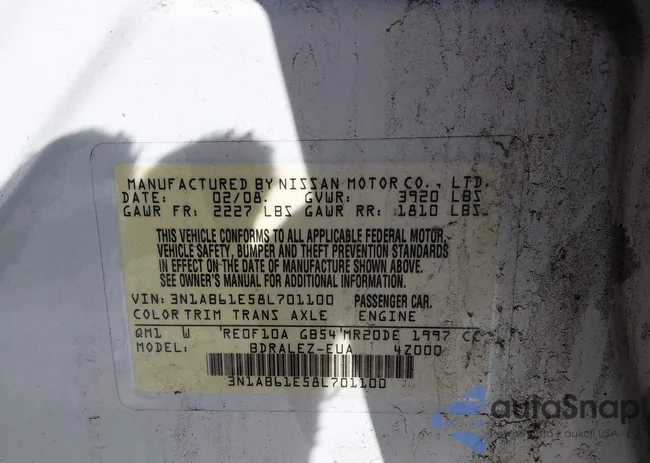 MANUFACTURED BY NISSAN MOTOR CO., LTD.
DATE: 02/08. GVWR: 3920 LBS
GAWR FR: 2227 LBS GAWR RR: 1810 LBS
THIS VEHICLE CONFORMS TO ALL APPLICABLE FEDERAL MOTOR
VEHICLE SAFETY, BUMPER AND THEFT PREVENTION STANDARDS
IN EFFECT ON THE DATE OF MANUFACTURE SHOWN ABOVE.
SEE OWNER'S MANUAL FOR ADDITIONAL INFORMATION.
VIN: 3N1AB61E58L701100 PASSENGER CAR.
COLOR TRIM TRANS AXLE ENGINE
QM1 W RE0F10A GB54 MR20DE 1997 CC
MODEL: BDRALEZ-EUA 4Z000
3N1AB61E58L701100
autoSnap
aukcji USA